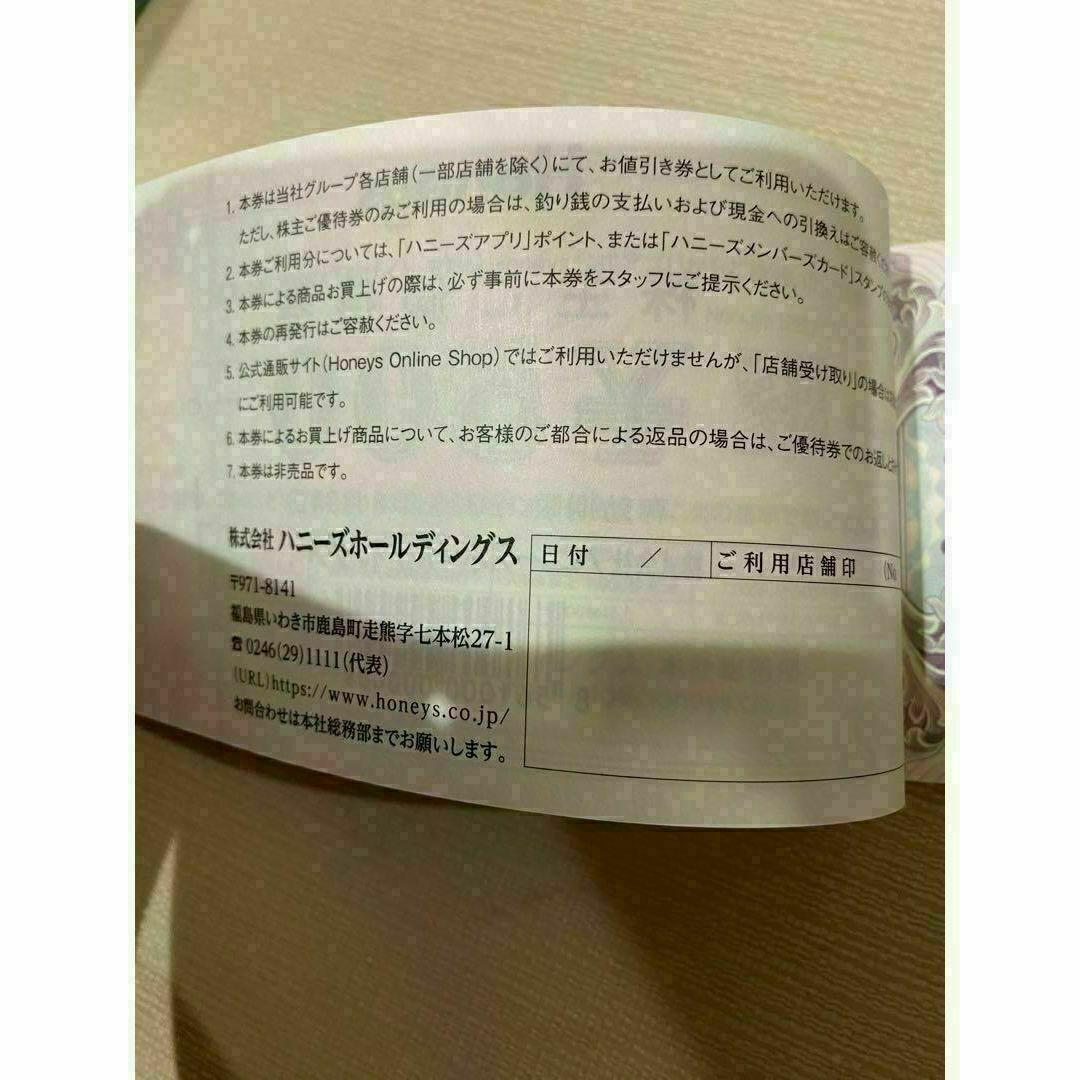 1. 本券は当社グループ各店舗(一部店舗を除く)にて、お値引き券としてご利用いただけます。
ただし、株主ご優待券のみご利用の場合は、釣り銭の支払いおよび現金への引換えはご容赦くだ
2. 本券ご利用分については、「ハニーズアプリ」ポイント、または「ハニーズメンバーズカード」スタンプ
3. 本券による商品お買上げの際は、必ず事前に本券をスタッフにご提示ください。
4. 本券の再発行はご容赦ください。
5. 公式通販サイト(Honeys Online Shop)ではご利用いただけませんが、「店舗受け取り」の場合は
にご利用可能です。
6. 本券によるお買上げ商品について、お客様のご都合による返品の場合は、ご優待券でのお返しと
7. 本券は非売品です。
株式会社 ハニーズホールディングス
〒971-8141
福島県いわき市鹿島町走熊字七本松27-1
☎0246(29)1111(代表)
(URL)https://www.honeys.co.jp/
お問合わせは本社総務部までお願いします。
日付 / ご利用店舗印 (No